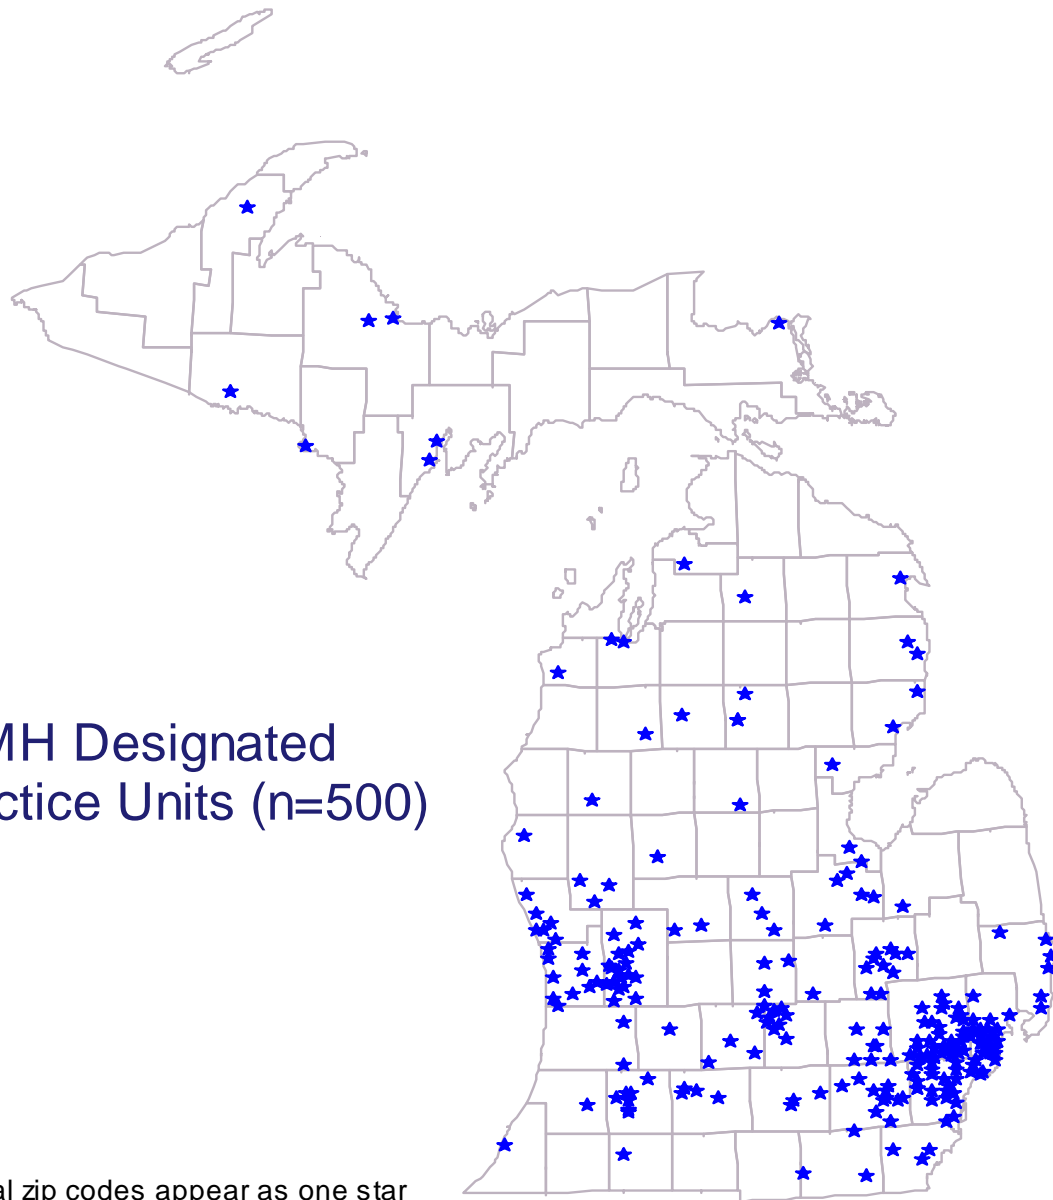 MH Designated
ctice Units (n=500)
al zip codes appear as one star